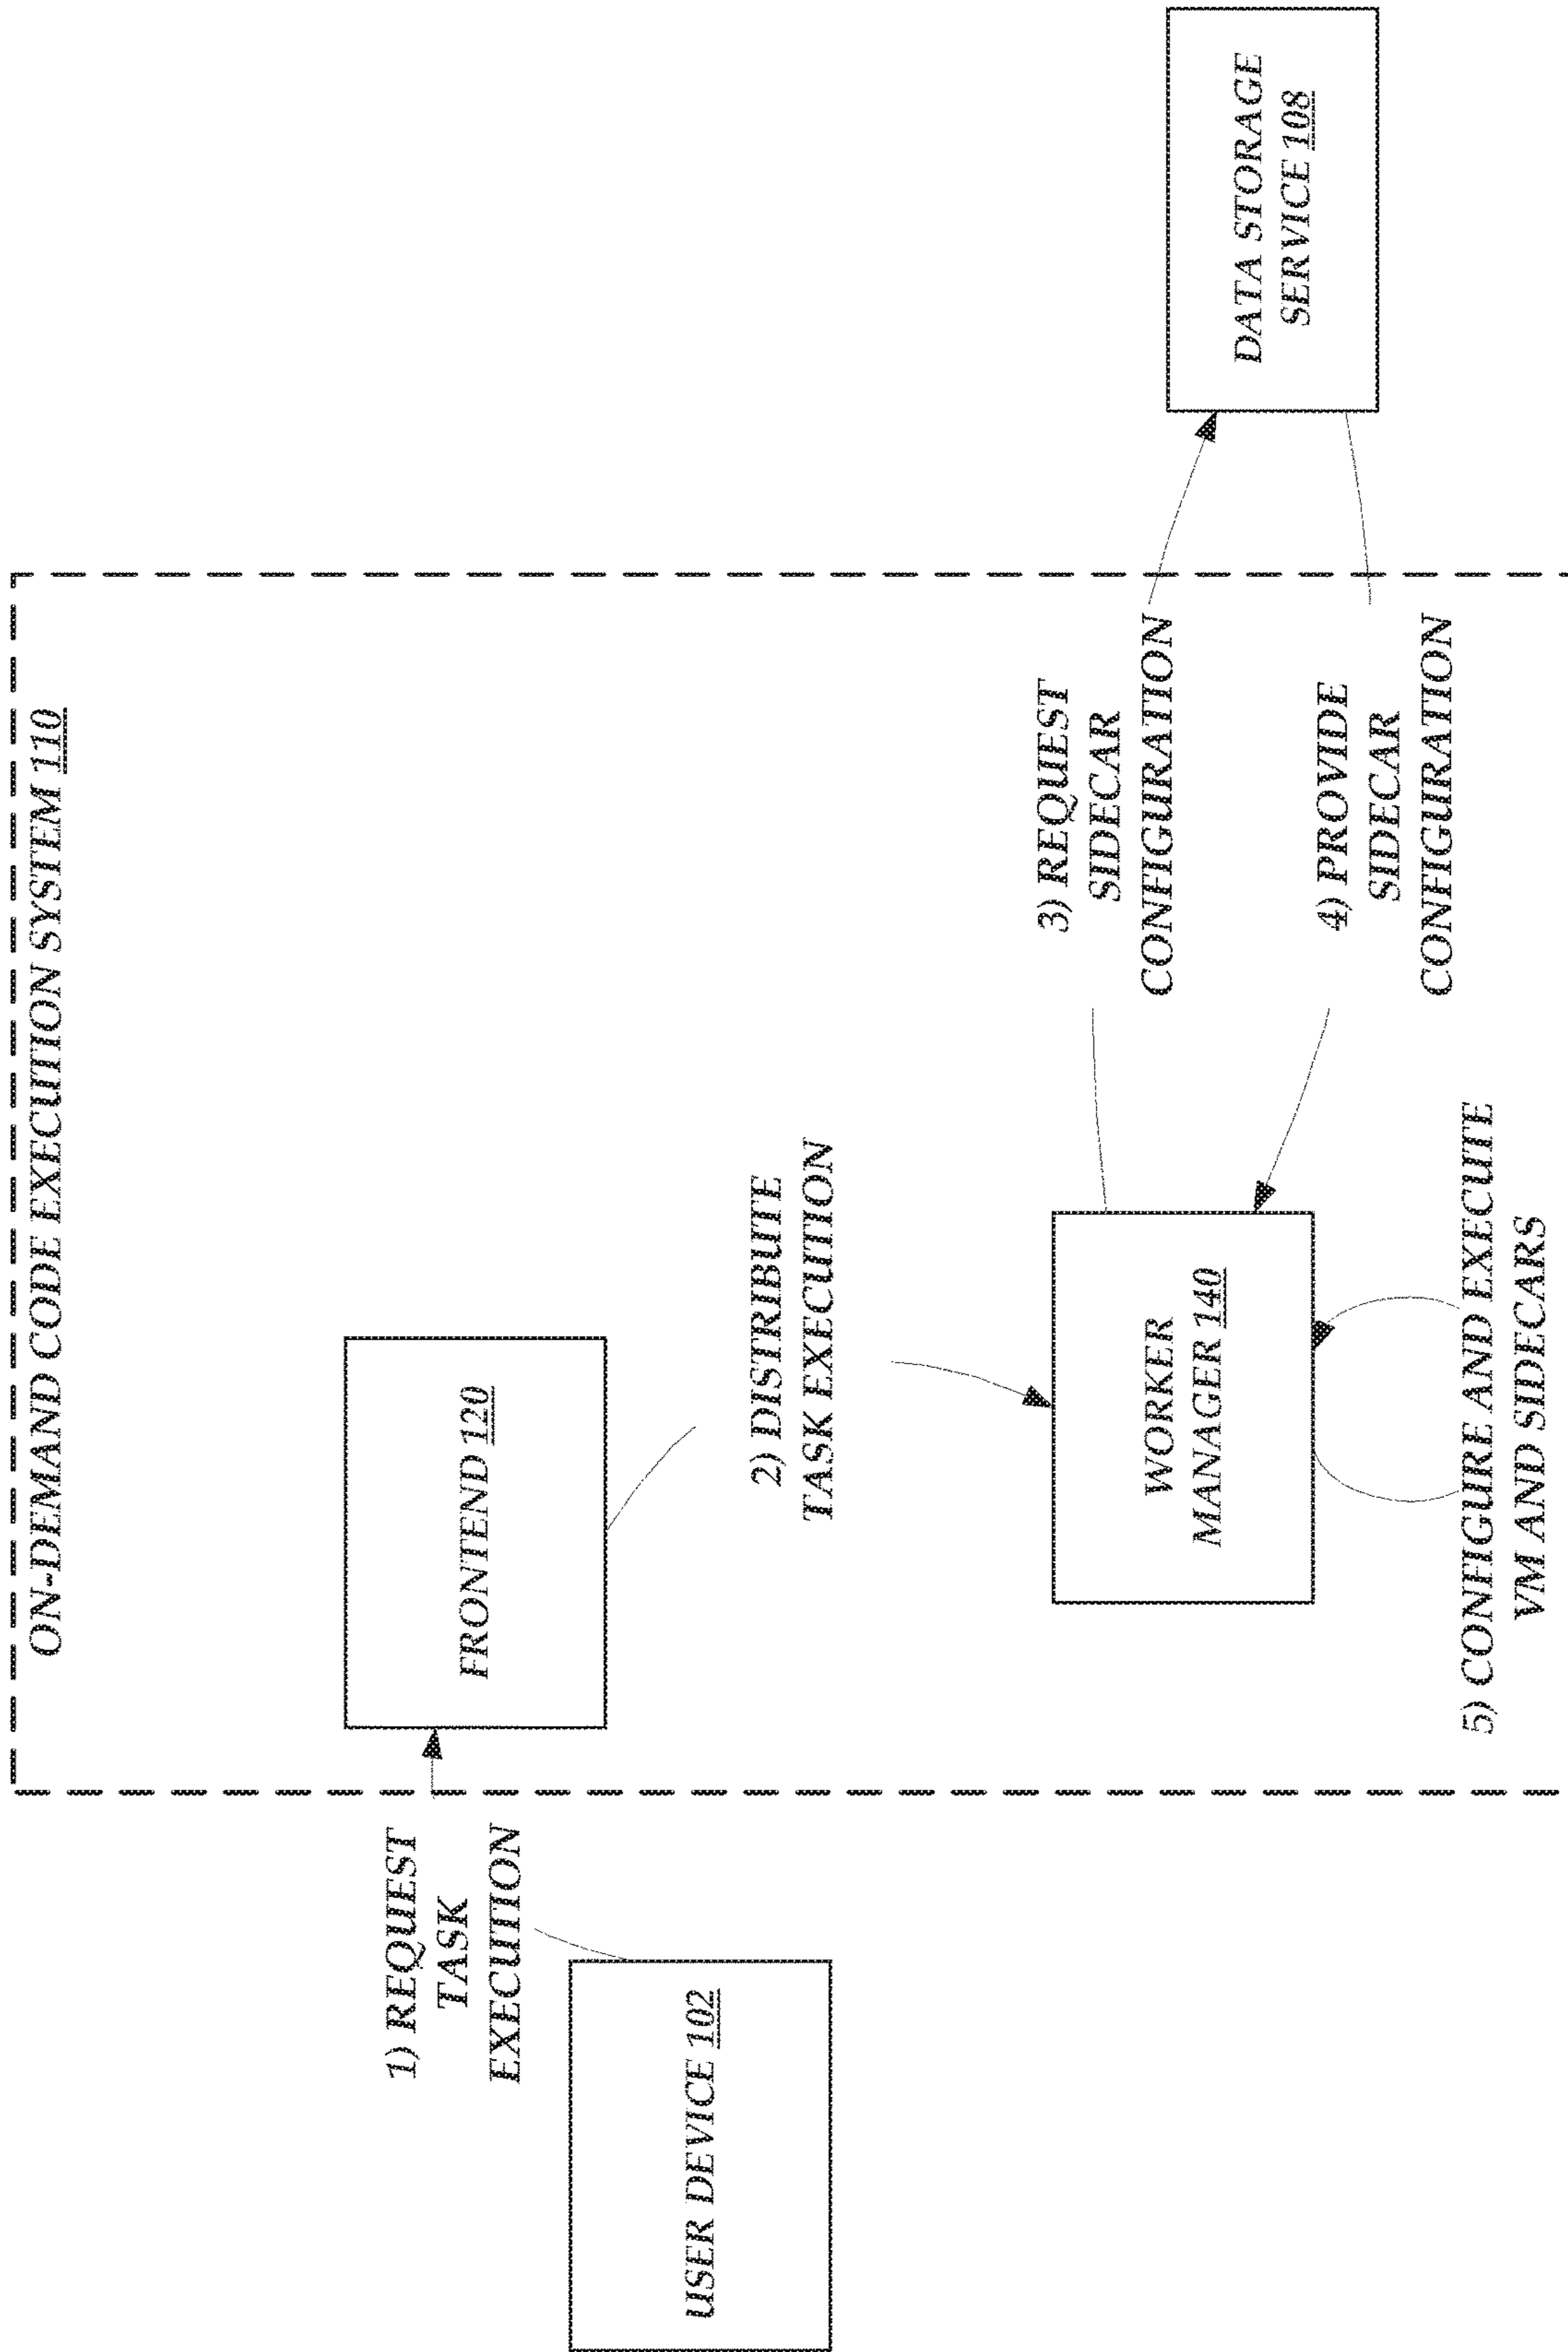 ON-DEMAND CODE EXECUTION SYSTEM 110
1) REQUEST
TASK
EXECUTION
USER DEVICE 102
FRONTEND 120
2) DISTRIBUTE
TASK EXECUTION
WORKER
MANAGER 140
3) REQUEST
SIDECAR
CONFIGURATION
4) PROVIDE
SIDECAR
CONFIGURATION
DATA STORAGE
SERVICE 108
5) CONFIGURE AND EXECUTE
VM AND SIDECARS